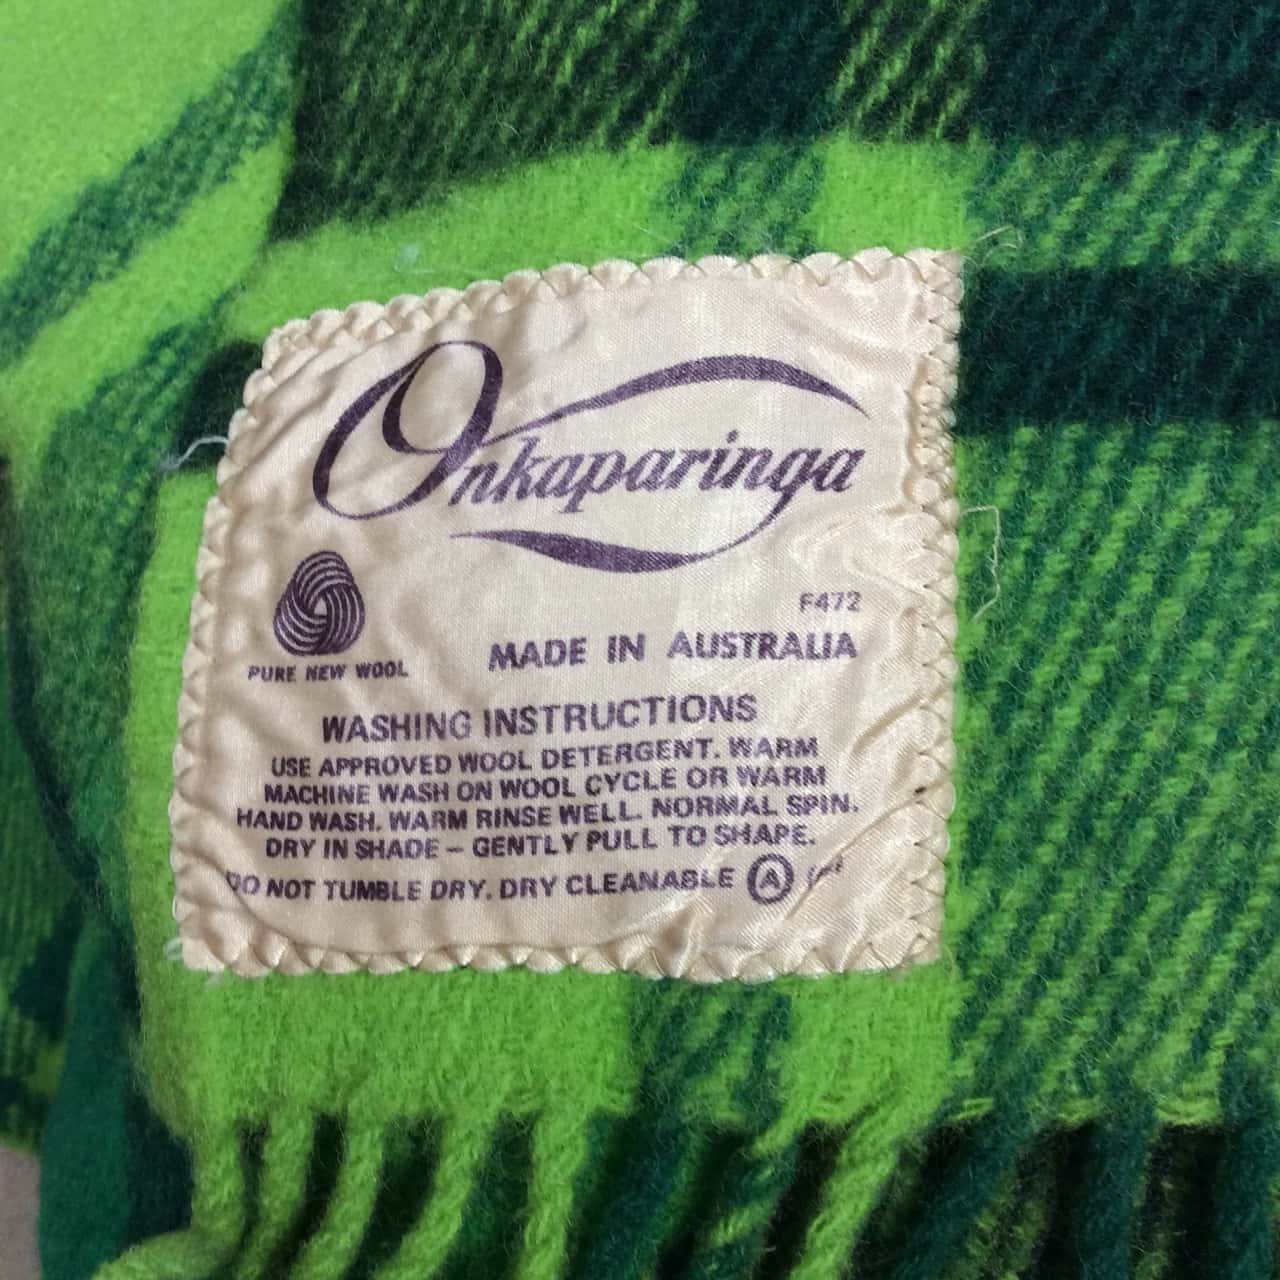 Onkaparinga
F472
PURE NEW WOOL
MADE IN AUSTRALIA
WASHING INSTRUCTIONS
USE APPROVED WOOL DETERGENT. WARM
MACHINE WASH ON WOOL CYCLE OR WARM
HAND WASH. WARM RINSE WELL. NORMAL SPIN.
DRY IN SHADE – GENTLY PULL TO SHAPE.
DO NOT TUMBLE DRY. DRY CLEANABLE Ⓐ